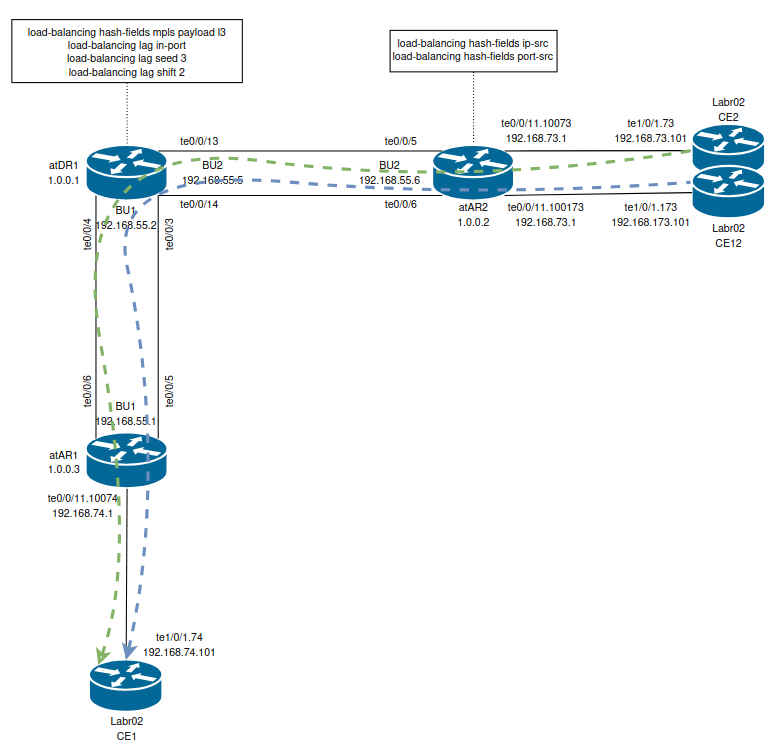 load-balancing hash-fields mpls payload l3
load-balancing lag in-port
load-balancing lag seed 3
load-balancing lag shift 2
load-balancing hash-fields ip-src
load-balancing hash-fields port-src
Labr02
CE2
te0/0/11.10073
192.168.73.1
te1/0/1.73
192.168.73.101
te0/0/13
te0/0/5
atDR1
1.0.0.1
BU2
192.168.55.5
BU2
192.168.55.6
te0/0/14
te0/0/6
atAR2
1.0.0.2
te0/0/11.100173
192.168.73.1
te1/0/1.173
192.168.173.101
Labr02
CE12
BU1
192.168.55.2
te0/0/4
te0/0/3
te0/0/6
te0/0/5
BU1
192.168.55.1
atAR1
1.0.0.3
te0/0/11.10074
192.168.74.1
te1/0/1.74
192.168.74.101
Labr02
CE1